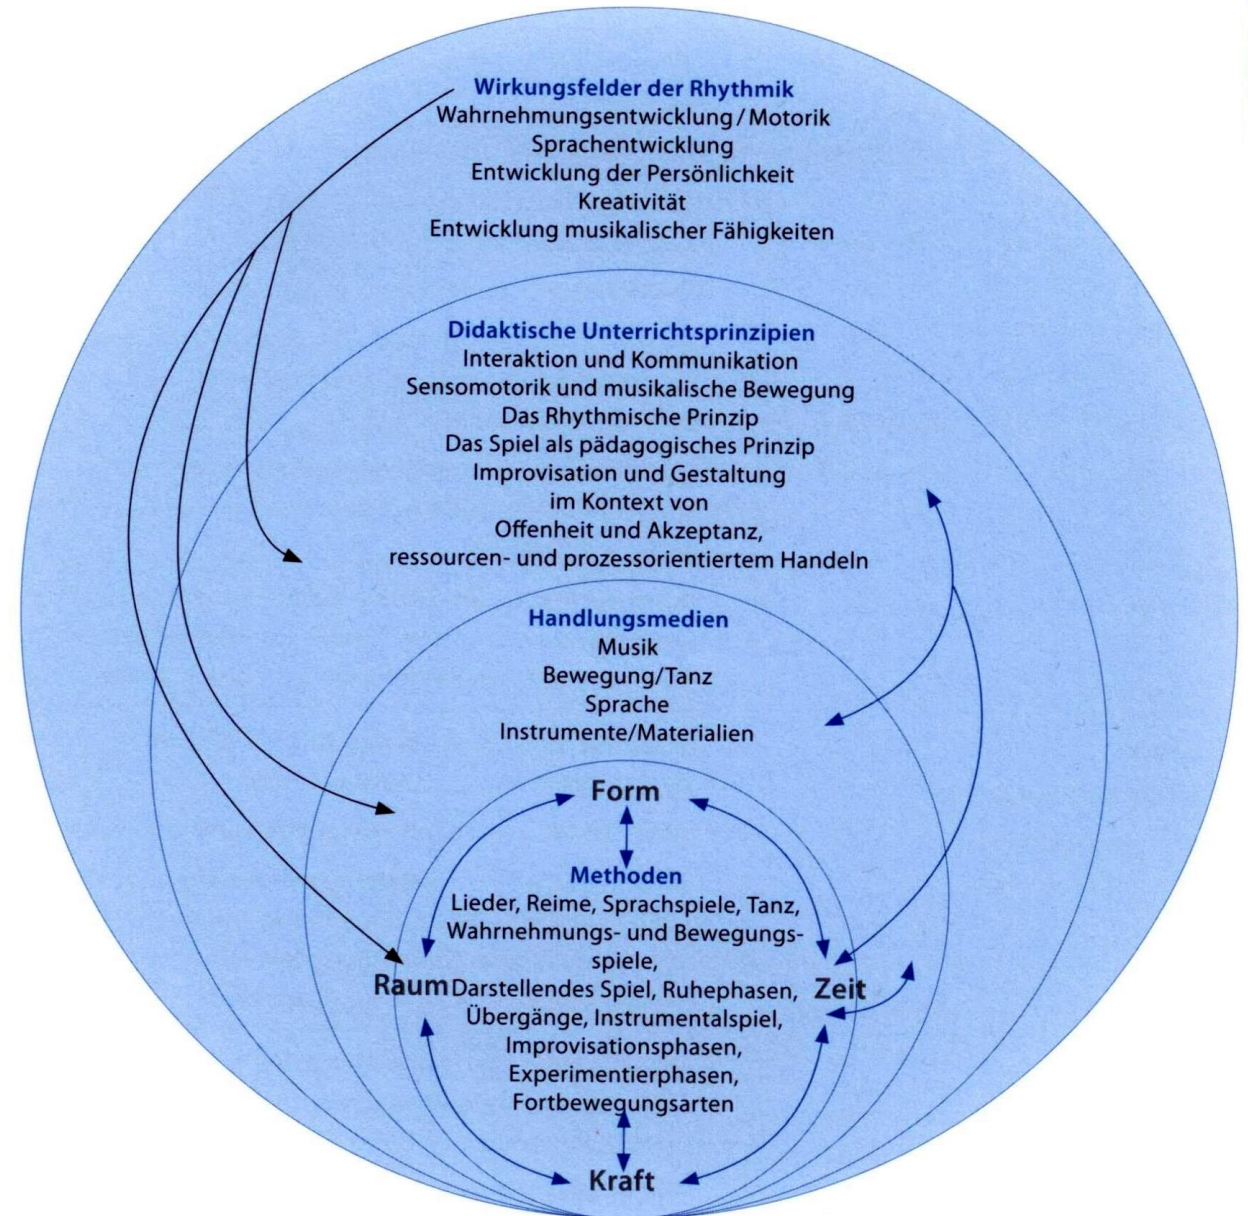 Wirkungsfelder der Rhythmik
Wahrnehmungsentwicklung / Motorik
Sprachentwicklung
Entwicklung der Persönlichkeit
Kreativität
Entwicklung musikalischer Fähigkeiten
Didaktische Unterrichtsprinzipien
Interaktion und Kommunikation
Sensomotorik und musikalische Bewegung
Das Rhythmische Prinzip
Das Spiel als pädagogisches Prinzip
Improvisation und Gestaltung
im Kontext von
Offenheit und Akzeptanz,
ressourcen- und prozessorientiertem Handeln
Handlungsmedien
Musik
Bewegung/Tanz
Sprache
Instrumente/Materialien
Form
Methoden
Lieder, Reime, Sprachspiele, Tanz,
Wahrnehmungs- und Bewegungs-
spiele,
Raum Darstellendes Spiel, Ruhephasen, Zeit
Übergänge, Instrumentalspiel,
Improvisationsphasen,
Experimentierphasen,
Fortbewegungsarten
Kraft